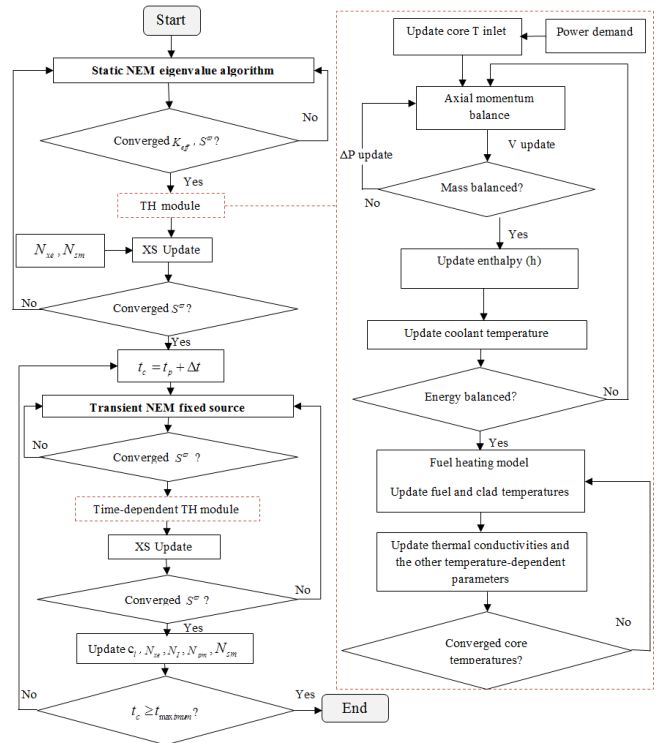 Start
Static NEM eigenvalue algorithm
No
Converged K_eff, S^σ?
Yes
TH module
N_xe, N_sm
XS Update
No
Converged S^σ?
Yes
t_c = t_p + Δt
Transient NEM fixed source
No
Converged S^σ ?
Yes
Time-dependent TH module
XS Update
No
Converged S^σ ?
Yes
Update c_i, N_xe, N_I, N_pm, N_sm
No
t_c ≥ t_maximum?
Yes
End
Update core T inlet
Power demand
Axial momentum
balance
No
ΔP update
V update
Mass balanced?
No
Yes
Update enthalpy (h)
Update coolant temperature
Energy balanced?
No
Yes
Fuel heating model
Update fuel and clad temperatures
Update thermal conductivities and
the other temperature-dependent
parameters
No
Converged core
temperatures?